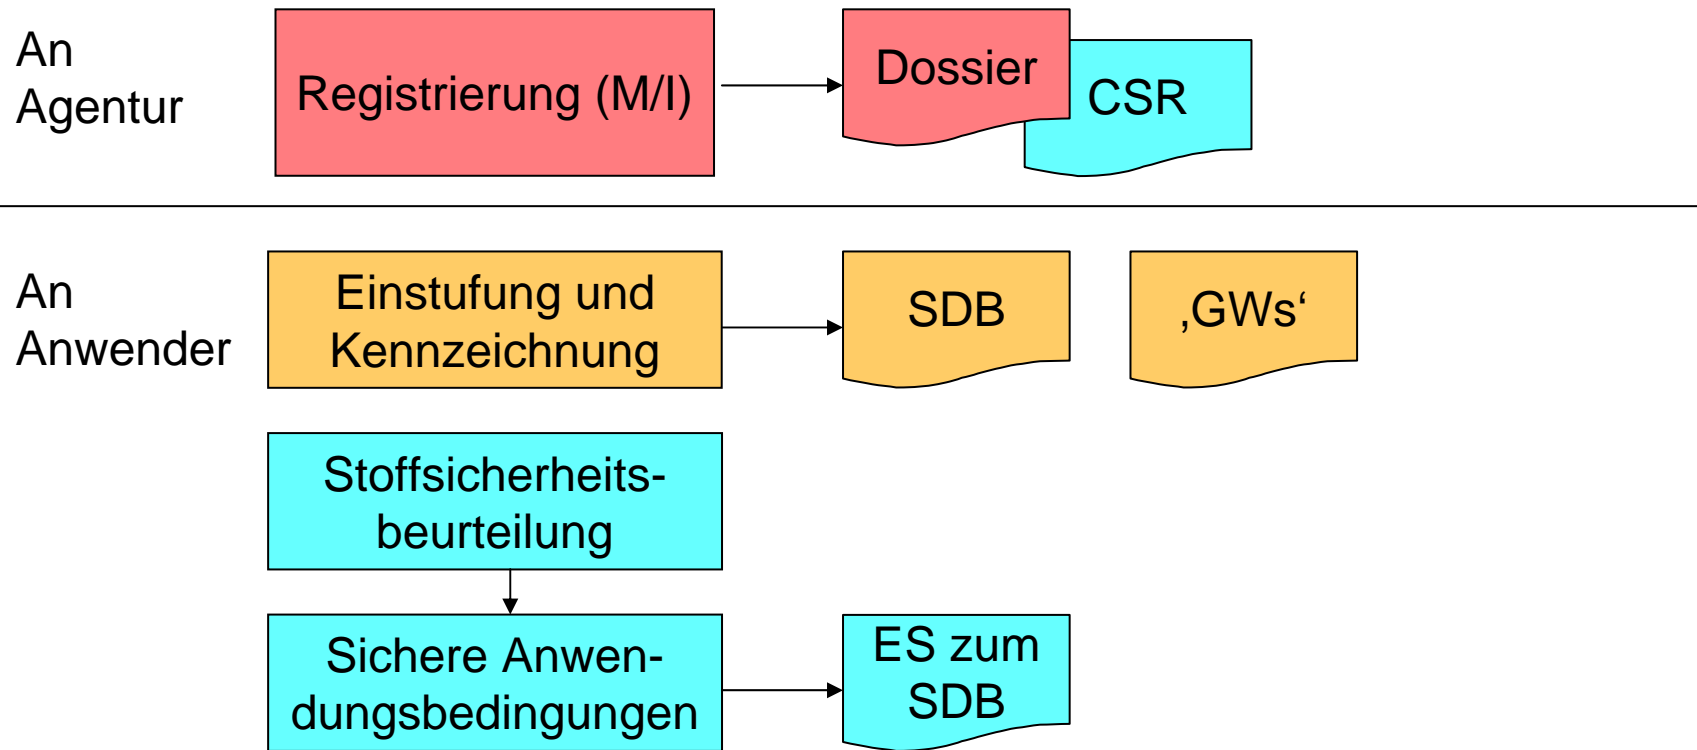 An
Agentur
Registrierung (M/I)
Dossier
CSR
An
Anwender
Einstufung und
Kennzeichnung
SDB
‚GWs‘
Stoffsicherheits-
beurteilung
Sichere Anwen-
dungsbedingungen
ES zum
SDB